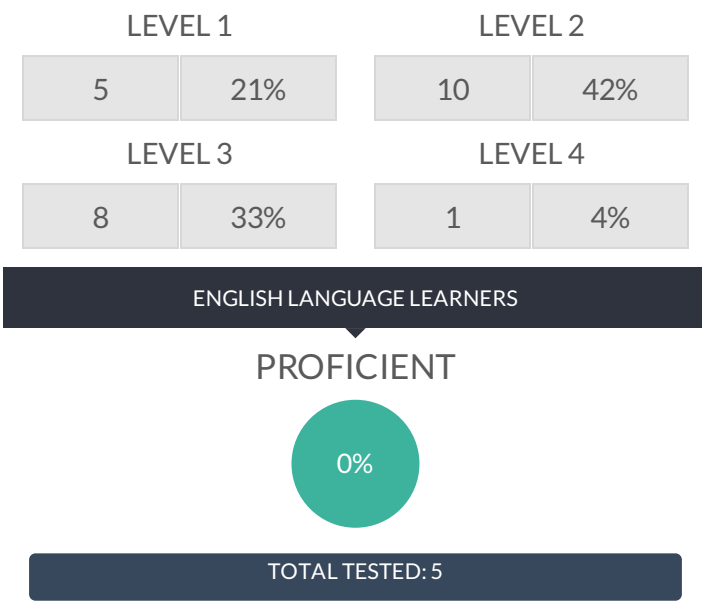 LEVEL 1 LEVEL 2
5 21% 10 42%
LEVEL 3 LEVEL 4
8 33% 1 4%
ENGLISH LANGUAGE LEARNERS
PROFICIENT
0%
TOTAL TESTED: 5